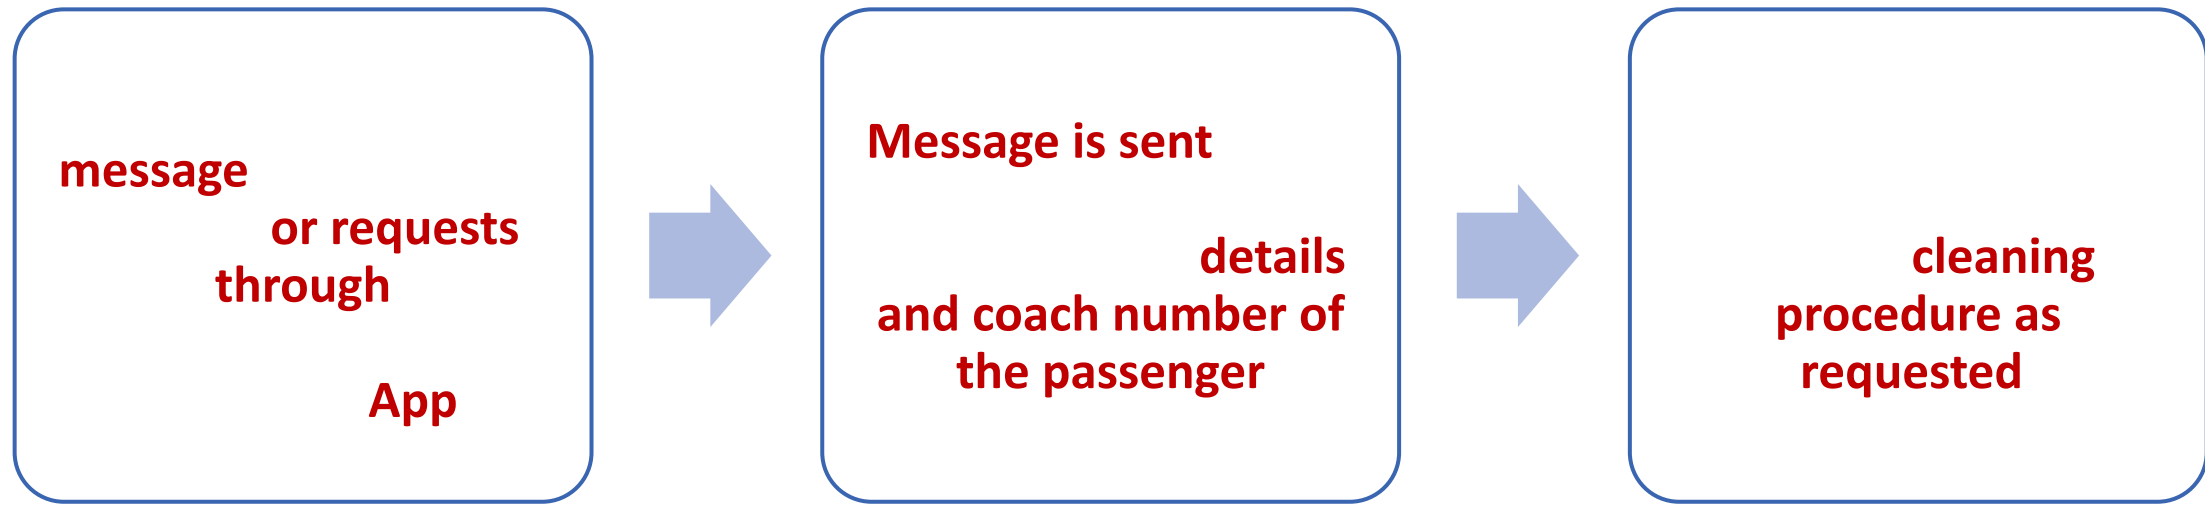 message
or requests
through
App
Message is sent
details
and coach number of
the passenger
cleaning
procedure as
requested